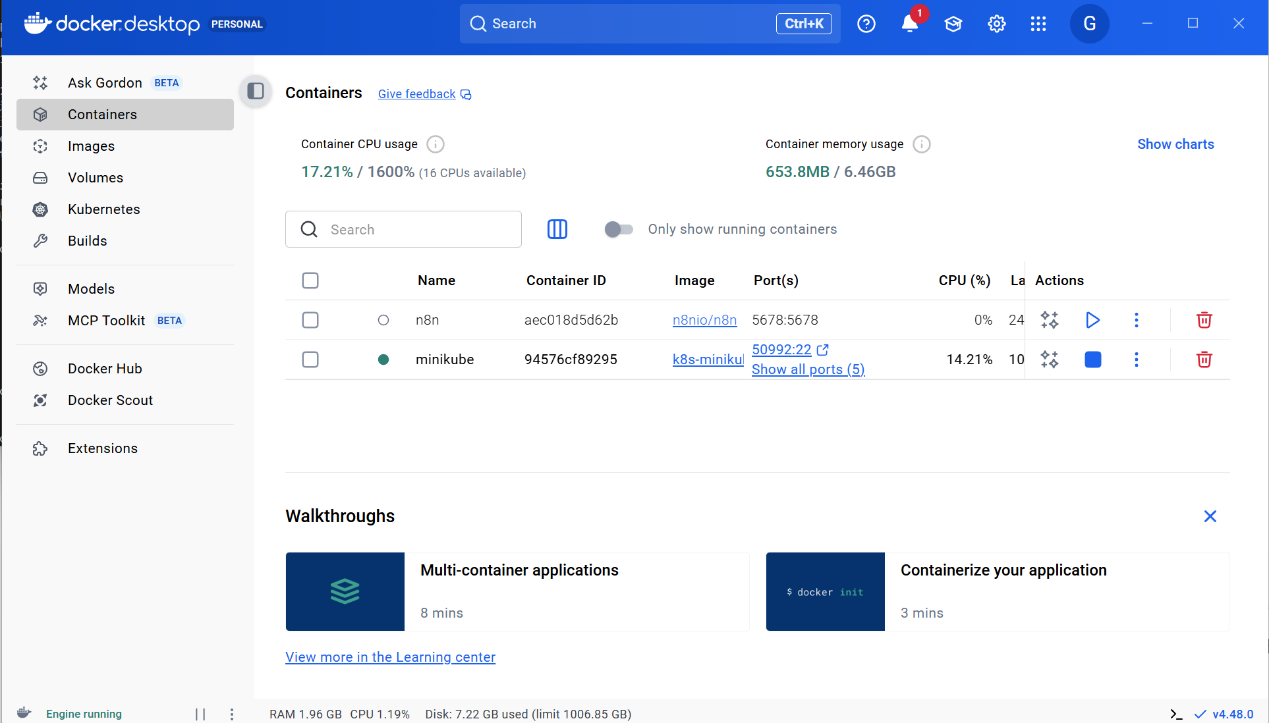 docker.desktop PERSONAL
Search Ctrl+K
1
G
Ask Gordon BETA
Containers
Images
Volumes
Kubernetes
Builds
Models
MCP Toolkit BETA
Docker Hub
Docker Scout
Extensions
Containers Give feedback
Container CPU usage
17.21% / 1600% (16 CPUs available)
Container memory usage
653.8MB / 6.46GB
Show charts
Search
Only show running containers
Name Container ID Image Port(s) CPU (%) La Actions
n8n aec018d5d62b n8nio/n8n 5678:5678 0% 24
minikube 94576cf89295 k8s-minikul 50992:22 14.21% 10
Show all ports (5)
Walkthroughs
$ docker init
Multi-container applications
8 mins
Containerize your application
3 mins
View more in the Learning center
Engine running
RAM 1.96 GB CPU 1.19% Disk: 7.22 GB used (limit 1006.85 GB)
v4.48.0